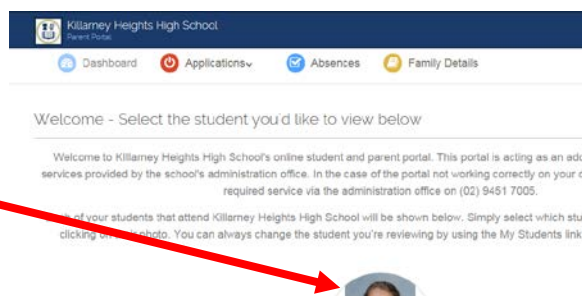 Killarney Heights High School
Parent Portal
Dashboard Applications Absences Family Details
Welcome - Select the student you'd like to view below
Welcome to Killarney Heights High School's online student and parent portal. This portal is acting as an
services provided by the school's administration office. In the case of the portal not working correctly on your
required service via the administration office on (02) 9451 7005.
of your students that attend Killarney Heights High School will be shown below. Simply select which
clicking on photo. You can always change the student you're reviewing by using the My Students link